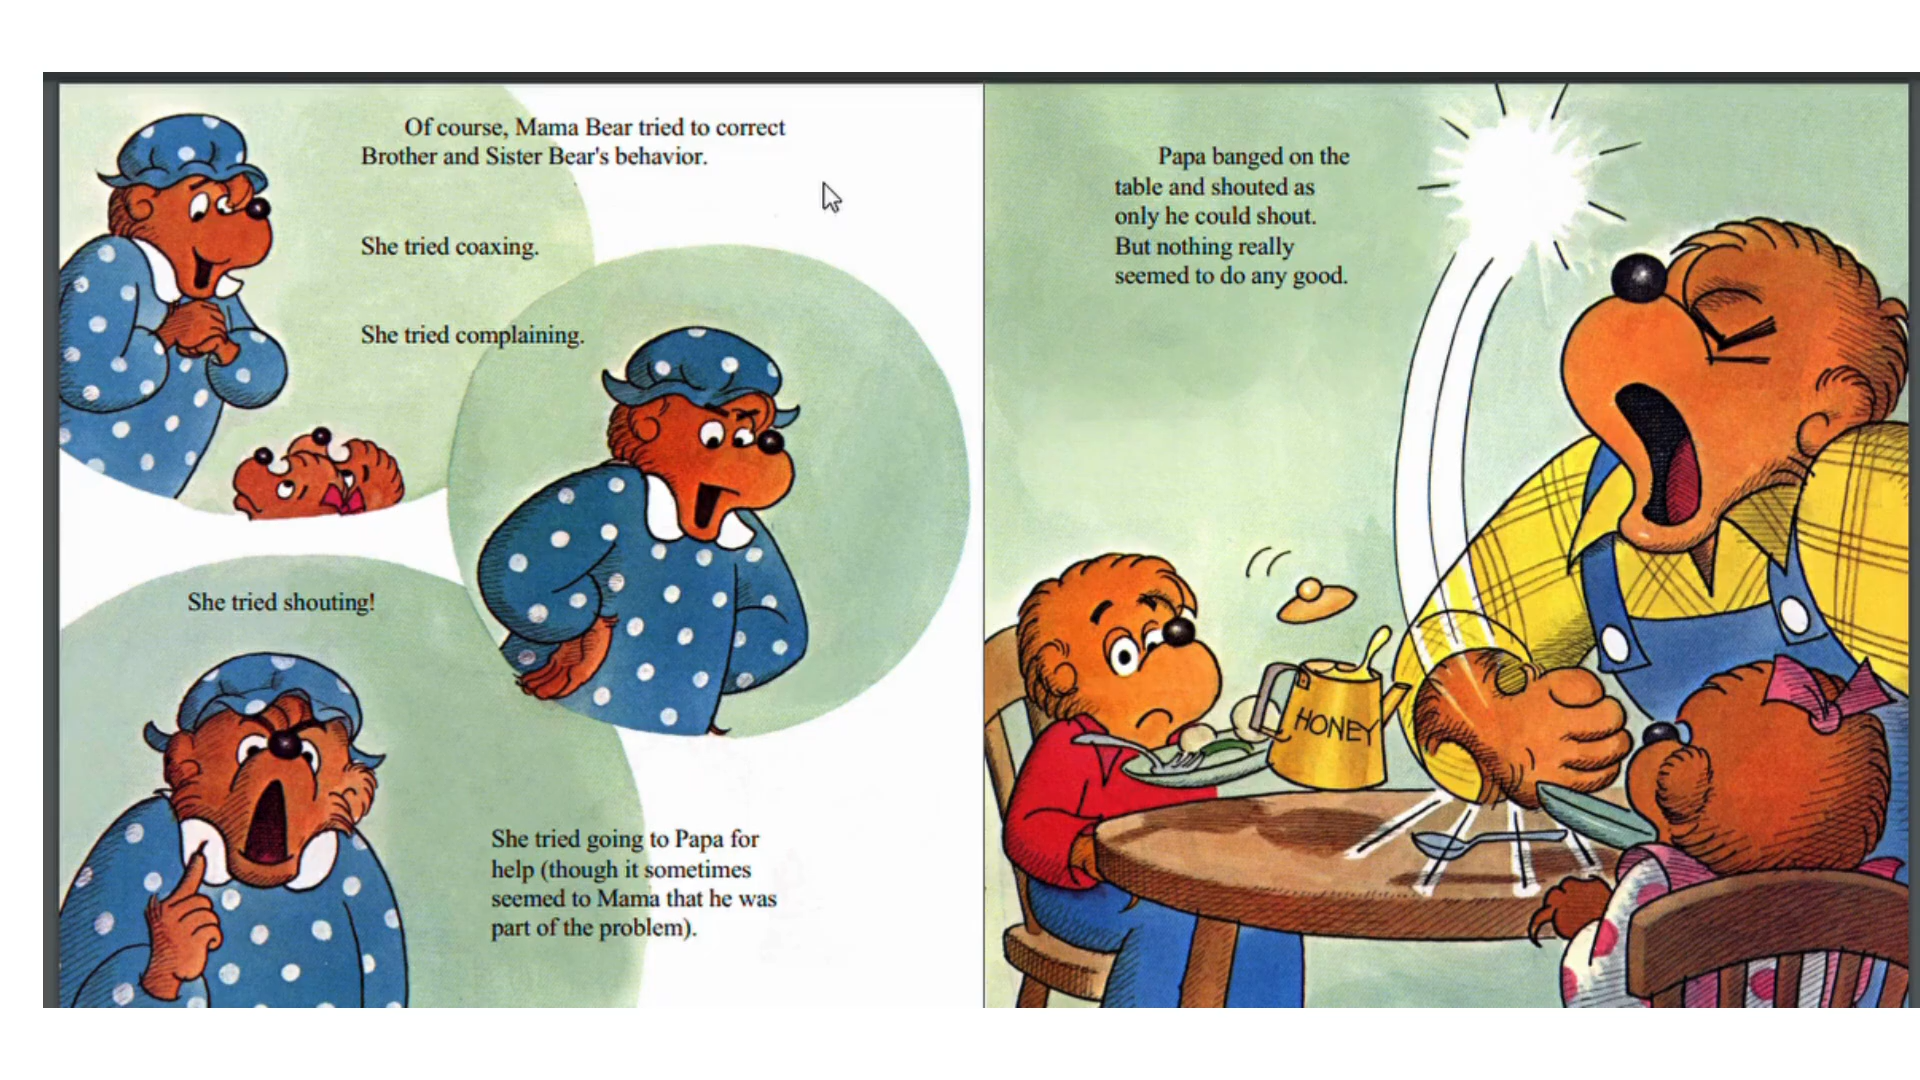 Of course, Mama Bear tried to correct
Brother and Sister Bear's behavior.
She tried coaxing.
She tried complaining.
She tried shouting!
She tried going to Papa for
help (though it sometimes
seemed to Mama that he was
part of the problem).
Papa banged on the
table and shouted as
only he could shout.
But nothing really
seemed to do any good.
HONEY